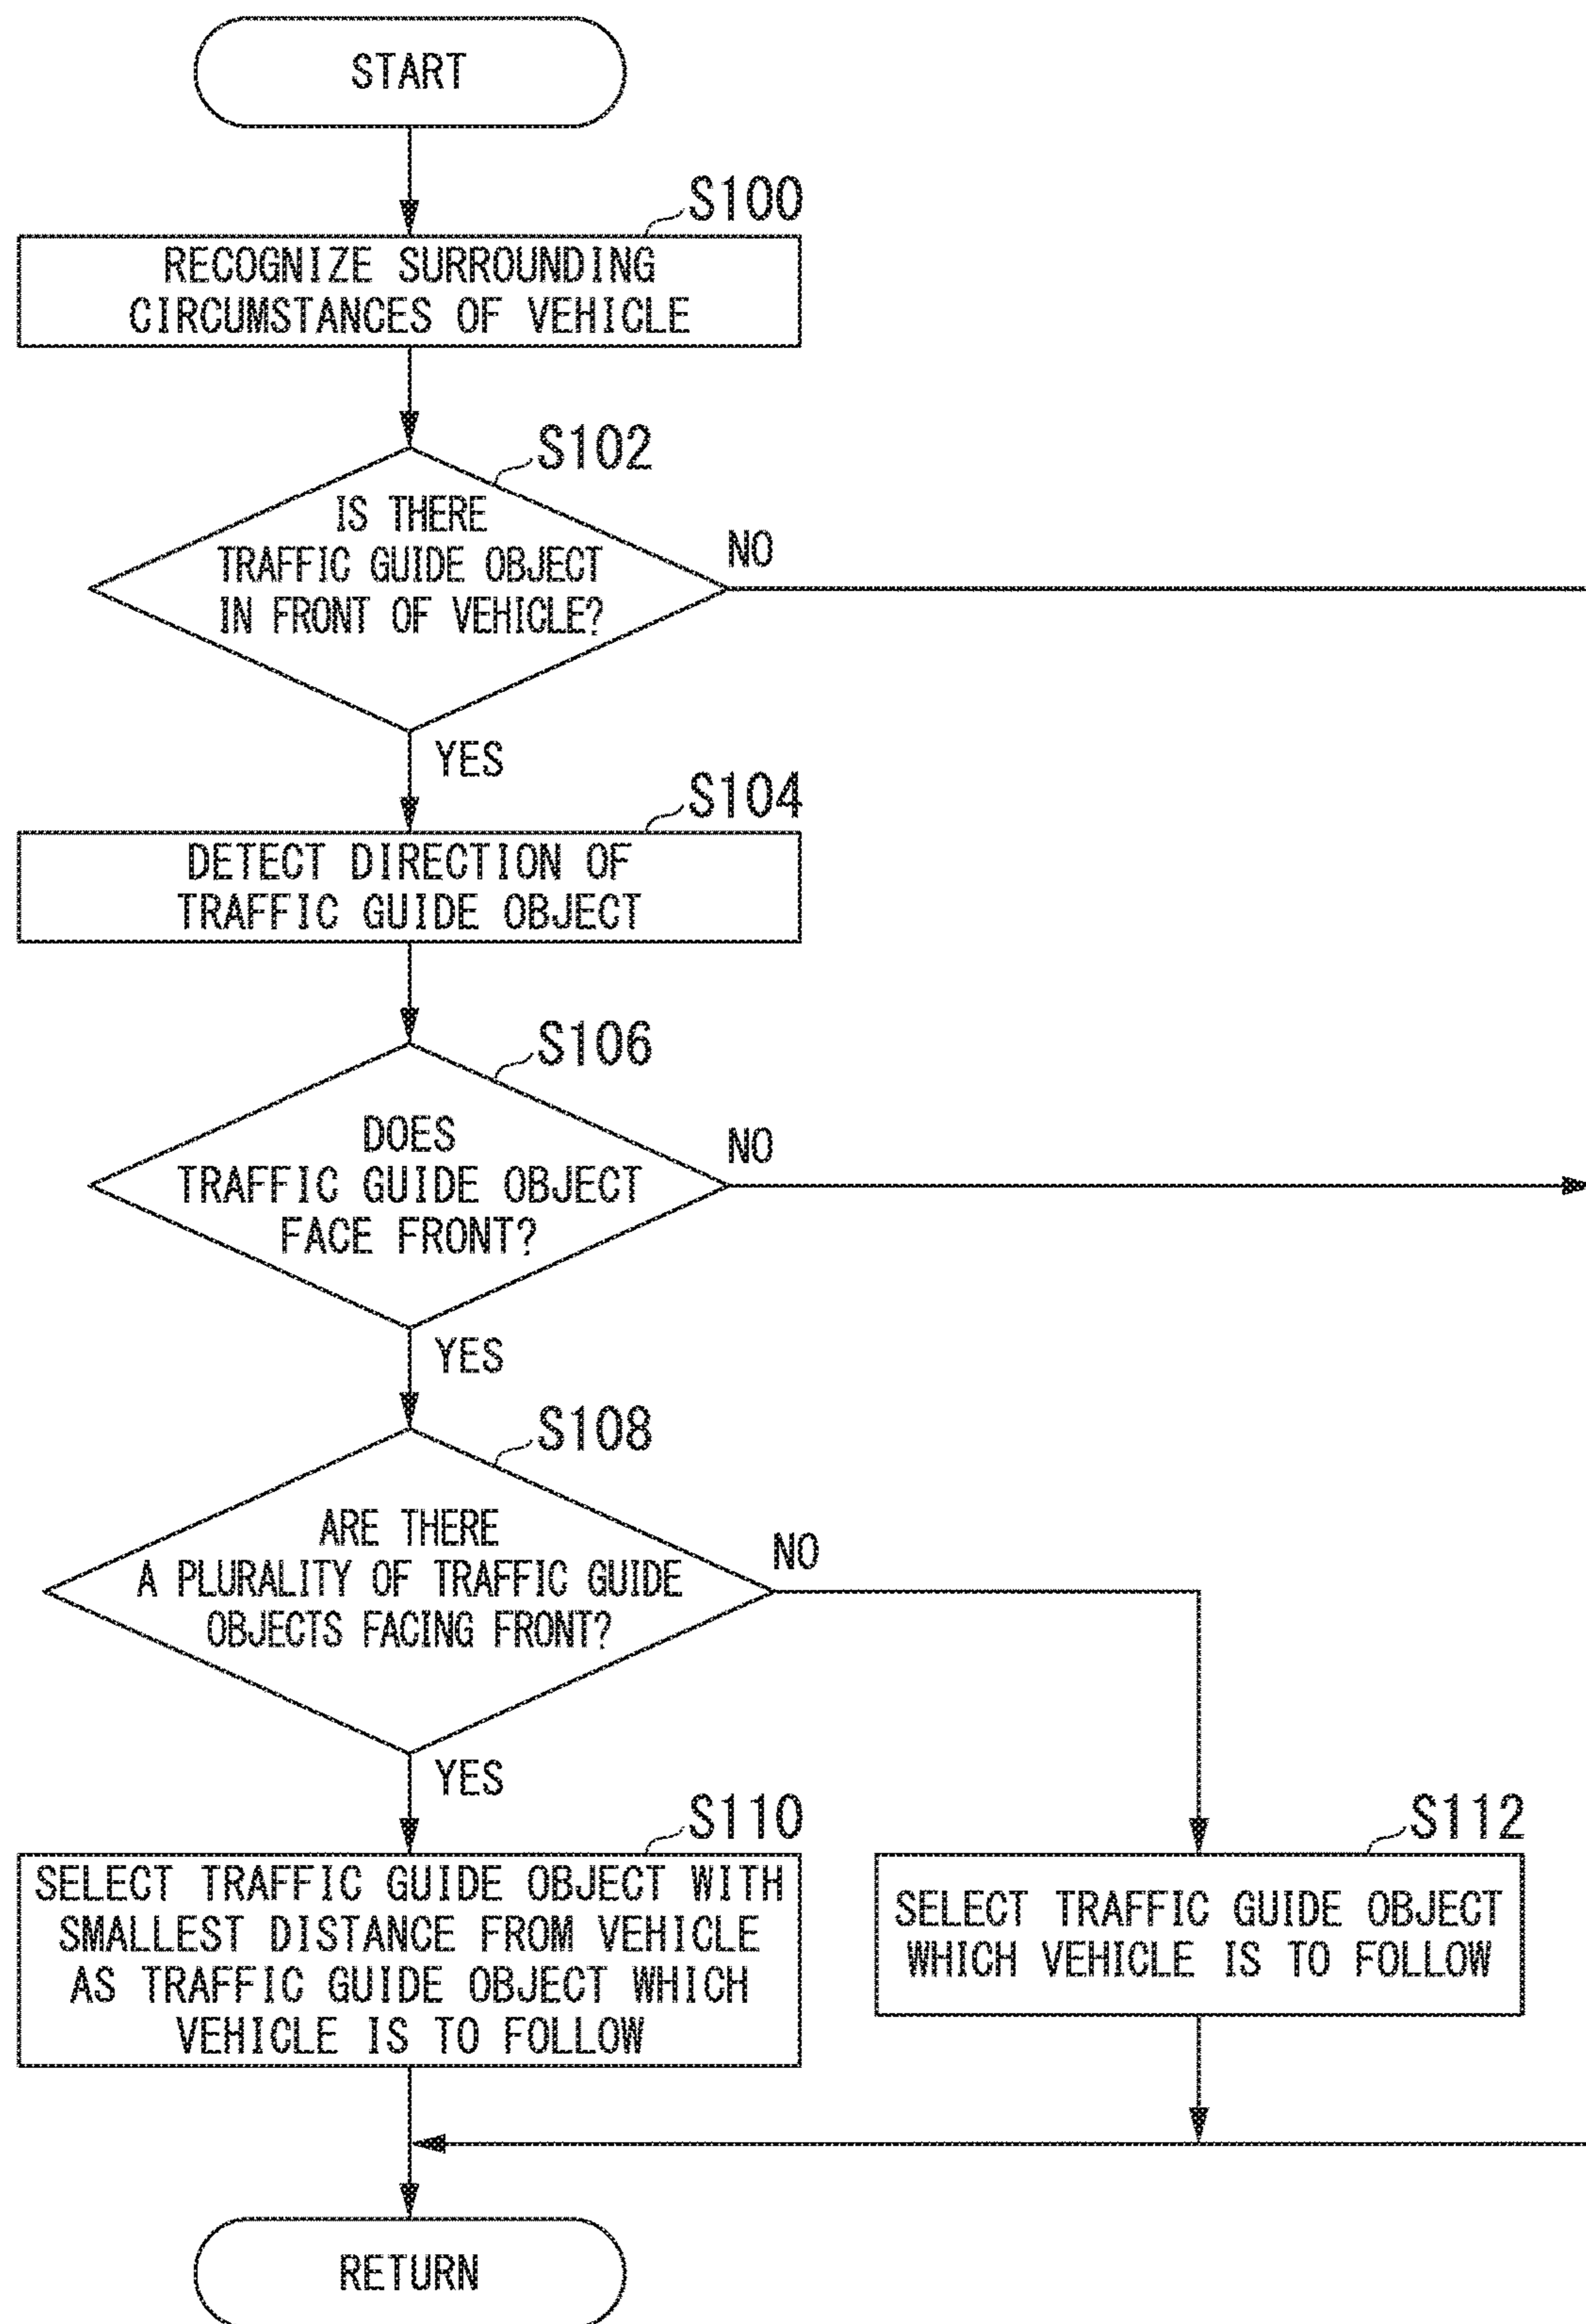 START
S100
RECOGNIZE SURROUNDING
CIRCUMSTANCES OF VEHICLE
S102
IS THERE
TRAFFIC GUIDE OBJECT
IN FRONT OF VEHICLE?
NO
YES
S104
DETECT DIRECTION OF
TRAFFIC GUIDE OBJECT
S106
DOES
TRAFFIC GUIDE OBJECT
FACE FRONT?
NO
YES
S108
ARE THERE
A PLURALITY OF TRAFFIC GUIDE
OBJECTS FACING FRONT?
NO
YES
S110
SELECT TRAFFIC GUIDE OBJECT WITH
SMALLEST DISTANCE FROM VEHICLE
AS TRAFFIC GUIDE OBJECT WHICH
VEHICLE IS TO FOLLOW
S112
SELECT TRAFFIC GUIDE OBJECT
WHICH VEHICLE IS TO FOLLOW
RETURN